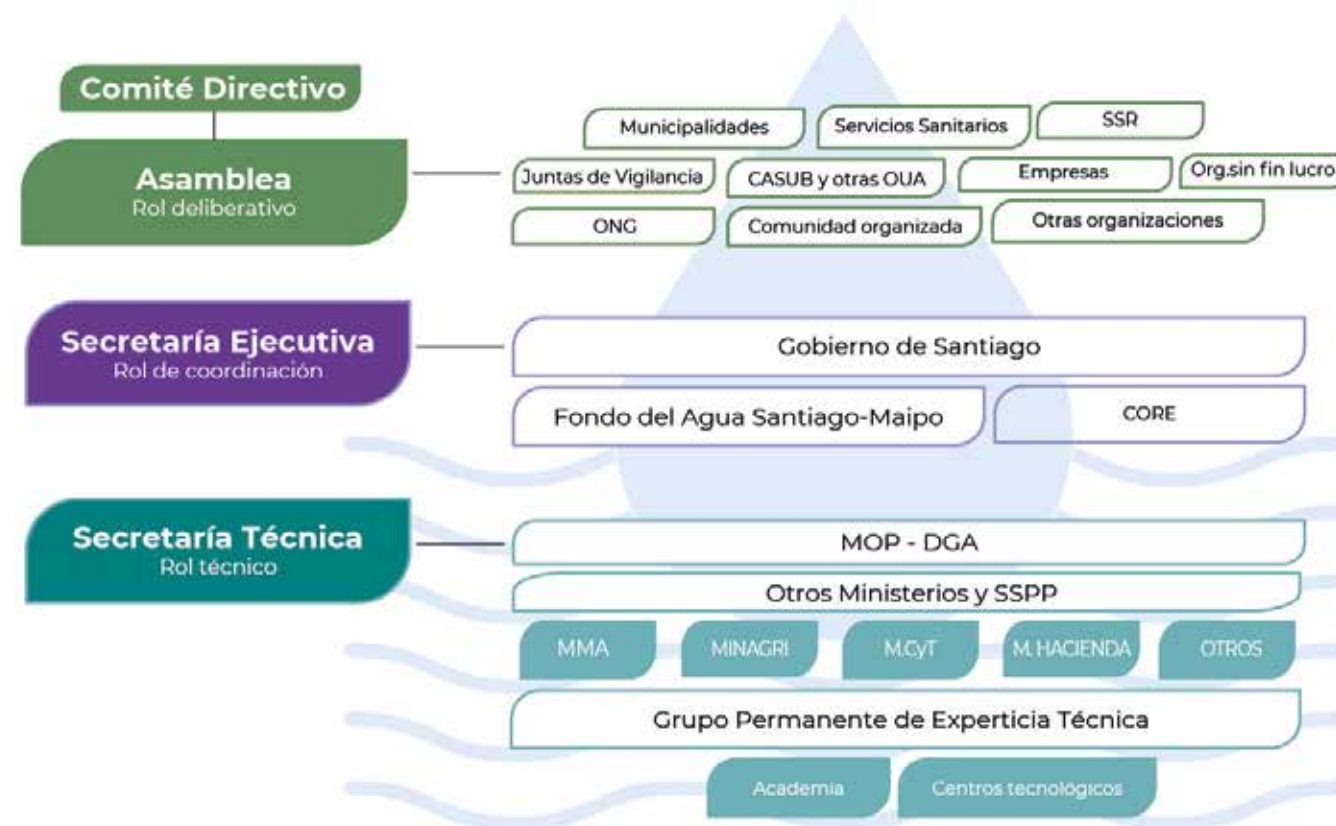 Comité Directivo
Asamblea
Rol deliberativo
Municipalidades
Servicios Sanitarios
SSR
Juntas de Vigilancia
CASUB y otras OUA
Empresas
Org.sin fin lucro
ONG
Comunidad organizada
Otras organizaciones
Secretaría Ejecutiva
Rol de coordinación
Gobierno de Santiago
Fondo del Agua Santiago-Maipo
CORE
Secretaría Técnica
Rol técnico
MOP - DGA
Otros Ministerios y SSPP
MMA
MINAGRI
M.CyT
M. HACIENDA
OTROS
Grupo Permanente de Experticia Técnica
Academia
Centros tecnológicos